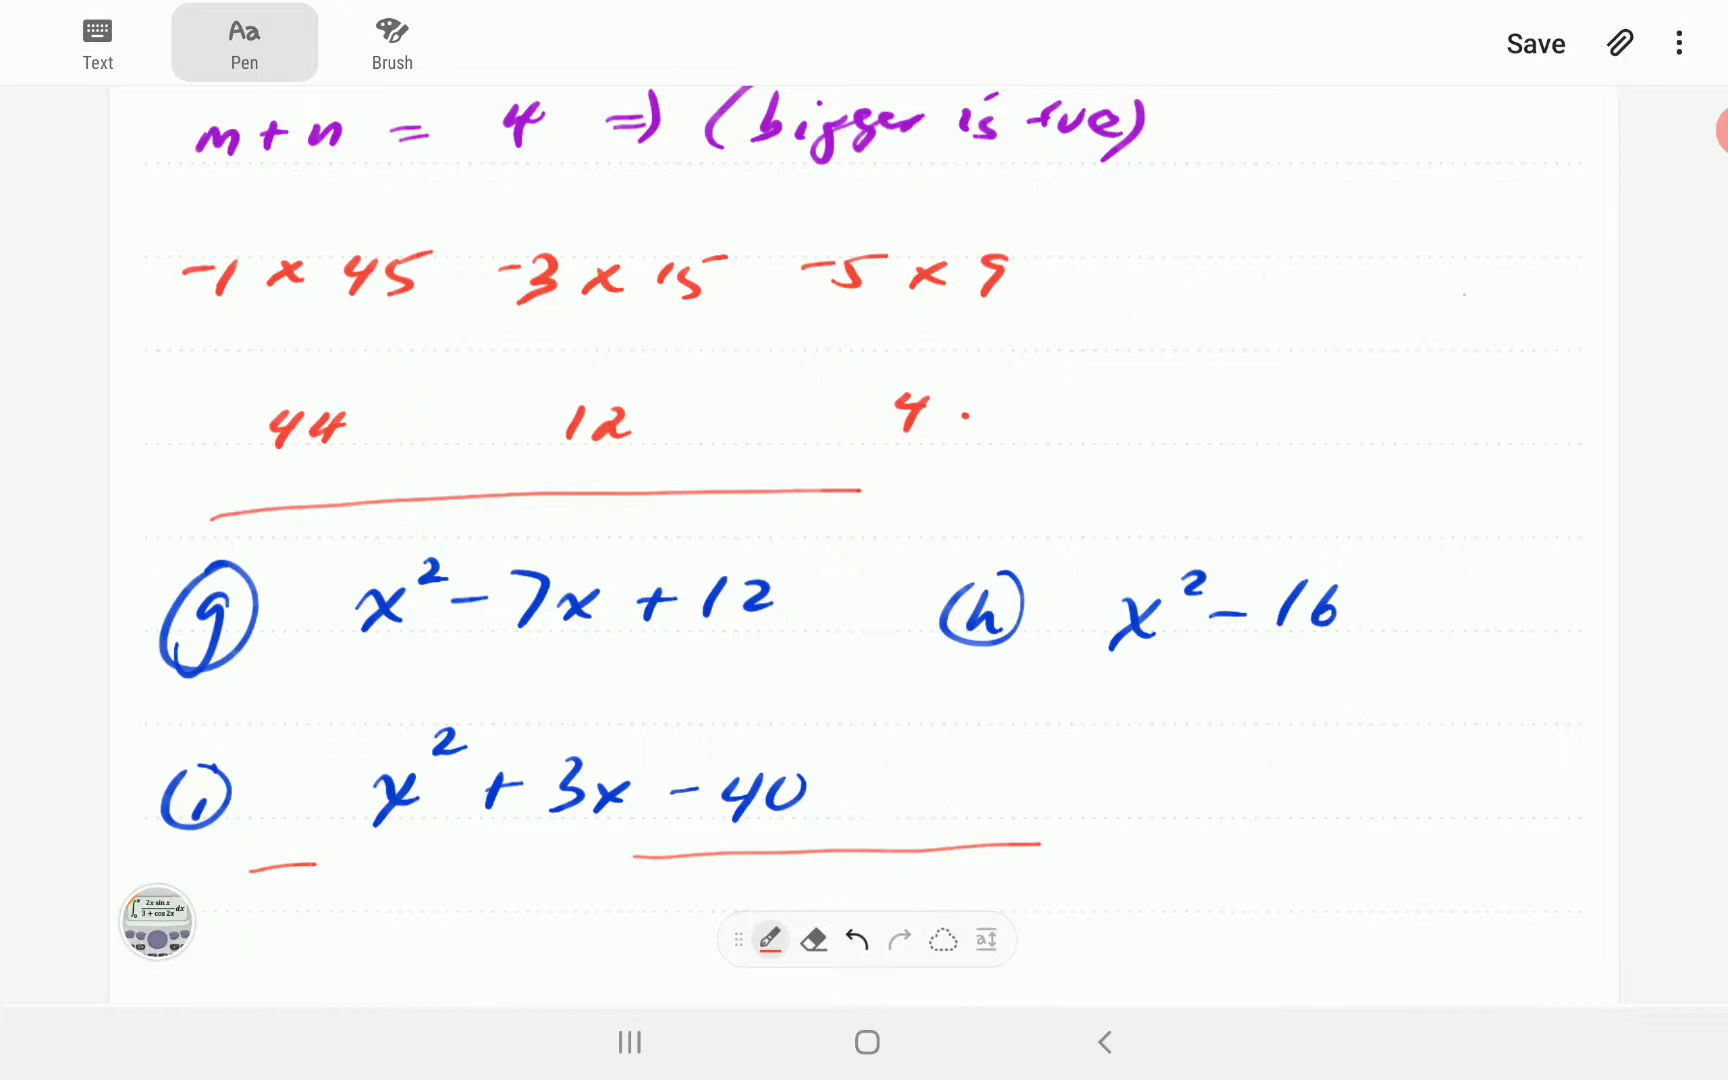 Text Pen Brush Save
m + n = 4 ⇒ (bigger is +ve)
-1 × 45 -3 × 15 -5 × 9
44 12 4 .
(g) x² - 7x + 12 (h) x² - 16
(i) x² + 3x - 40